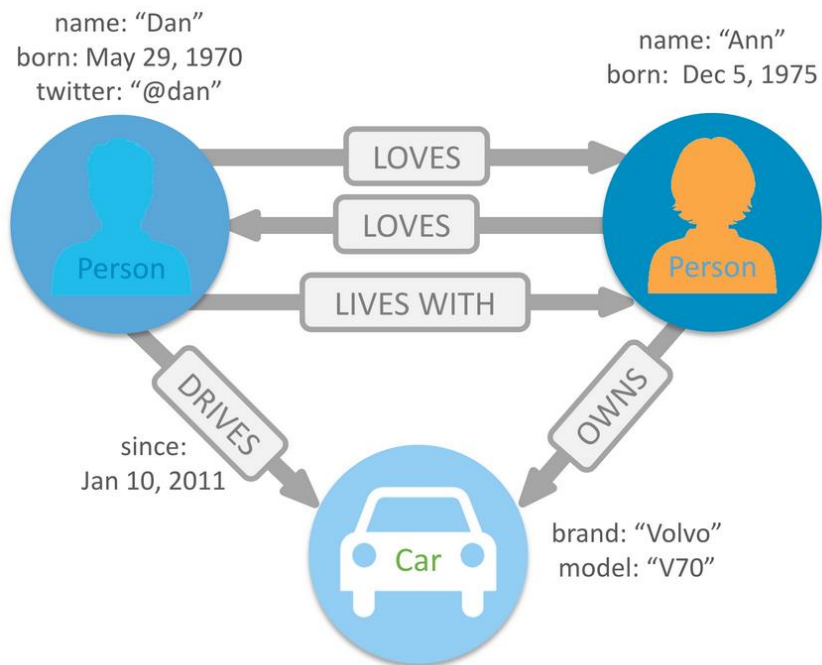 name: “Dan”
born: May 29, 1970
twitter: “@dan”
name: “Ann”
born:  Dec 5, 1975
LOVES
LOVES
Person
Person
LIVES WITH
DRIVES
OWNS
since:
Jan 10, 2011
Car
brand: “Volvo”
model: “V70”